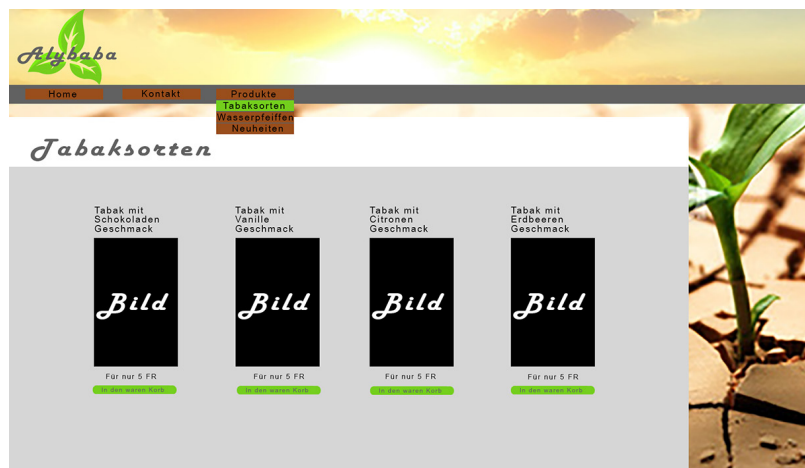 Alybaba
Home Kontakt Produkte
Tabaksorten
Wasserpfeiffen
Neuheiten
Tabaksorten
Tabak mit
Schokoladen
Geschmack
Bild
Für nur 5 FR
In den waren Korb
Tabak mit
Vanille
Geschmack
Bild
Für nur 5 FR
In den waren Korb
Tabak mit
Citronen
Geschmack
Bild
Für nur 5 FR
In den waren Korb
Tabak mit
Erdbeeren
Geschmack
Bild
Für nur 5 FR
In den waren Korb